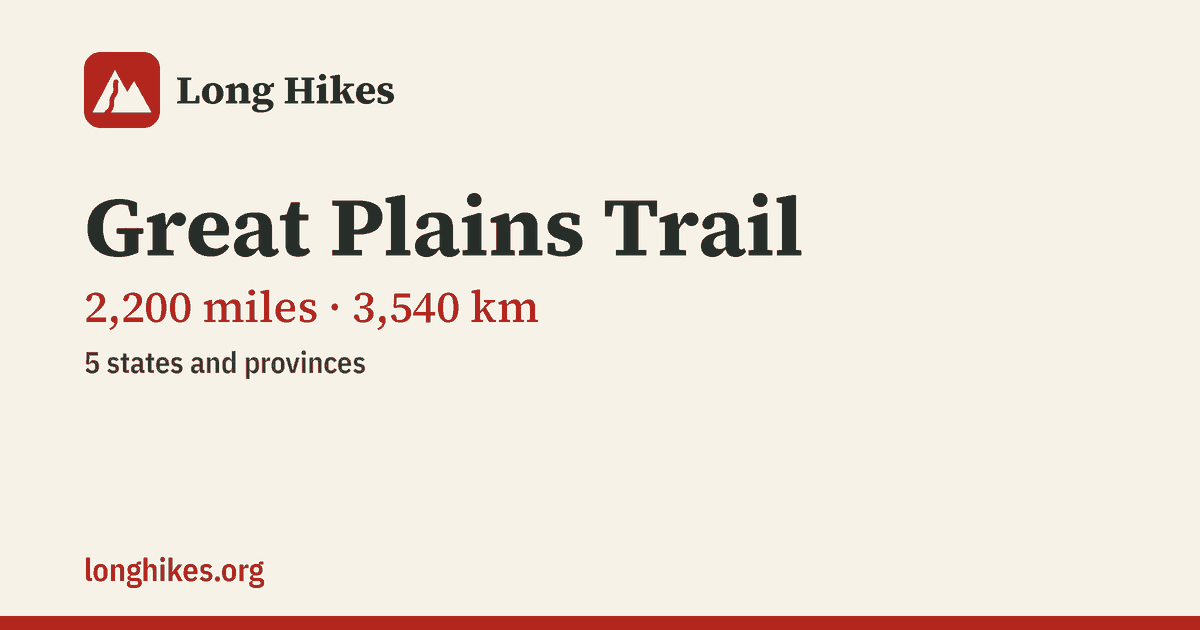 Long Hikes
Great Plains Trail
2,200 miles · 3,540 km
5 states and provinces
longhikes.org